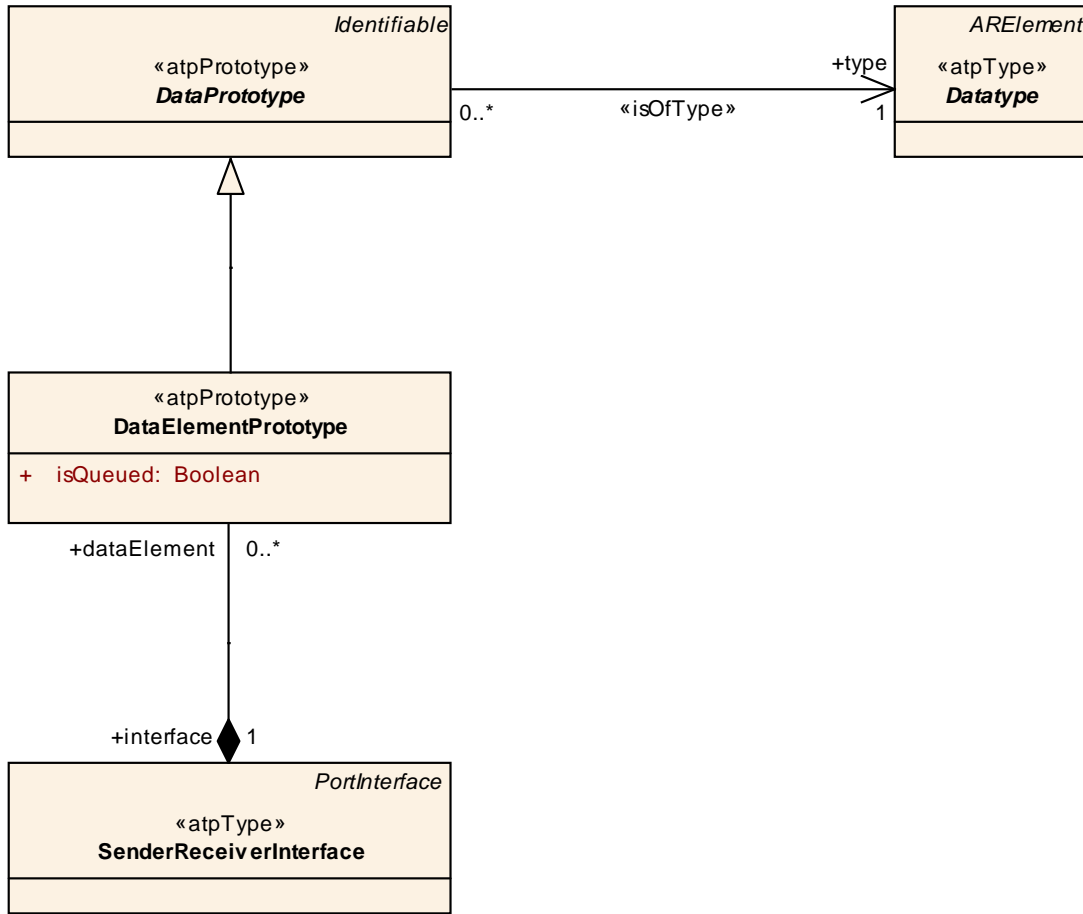 Identifiable
«atpPrototype»
DataPrototype
ARElement
«atpType»
Datatype
+type
0..*
«isOfType»
1
«atpPrototype»
DataElementPrototype
+ isQueued: Boolean
+dataElement 0..*
+interface 1
PortInterface
«atpType»
SenderReceiverInterface